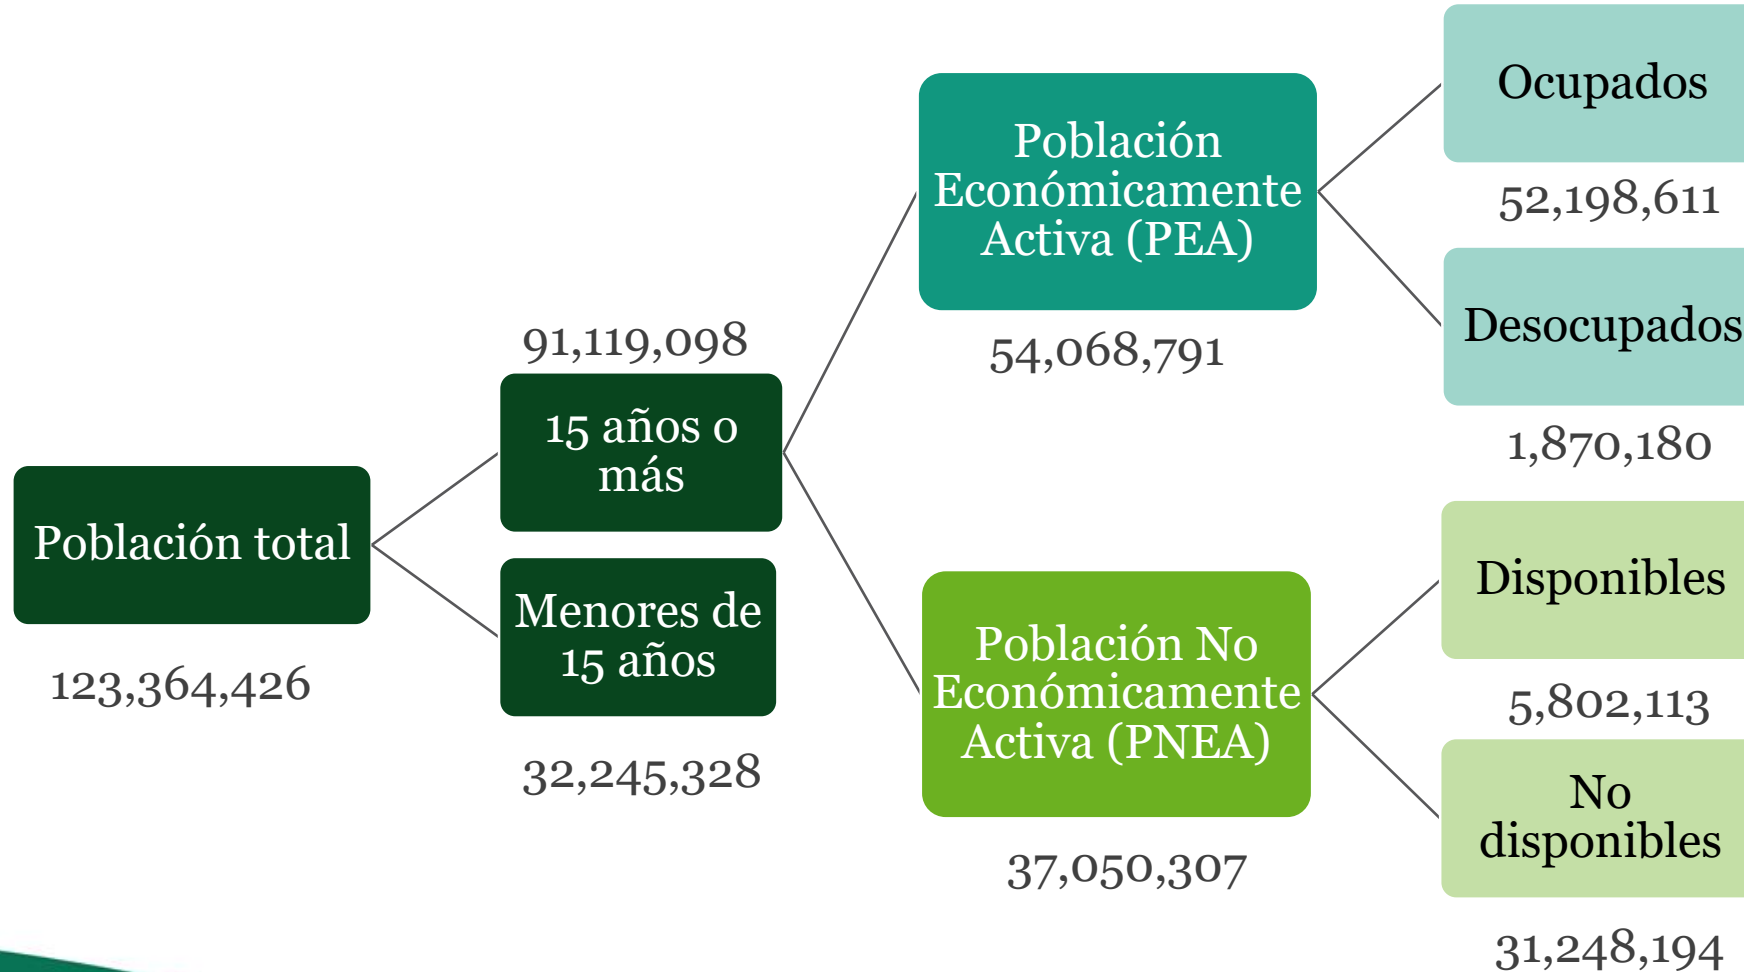 Población total
123,364,426
91,119,098
15 años o
más
Menores de
15 años
32,245,328
Población
Económicamente
Activa (PEA)
54,068,791
Población No
Económicamente
Activa (PNEA)
37,050,307
Ocupados
52,198,611
Desocupados
1,870,180
Disponibles
5,802,113
No
disponibles
31,248,194